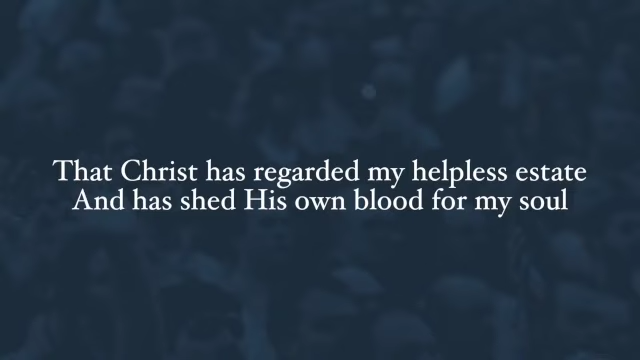 That Christ has regarded my helpless estate
And has shed His own blood for my soul